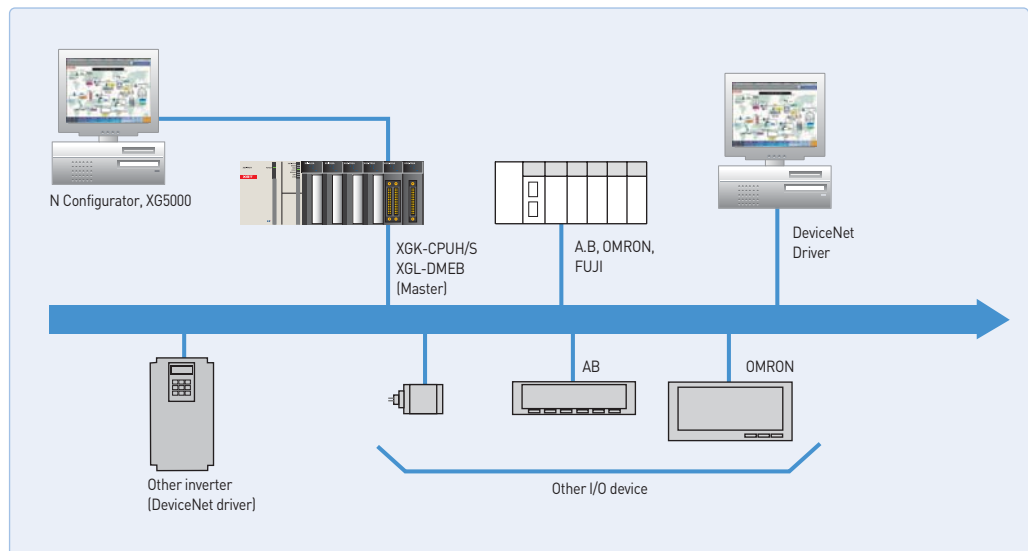 N Configurator, XG5000
XGK-CPUH/S
XGL-DMEB
(Master)
A.B, OMRON,
FUJI
DeviceNet
Driver
AB
OMRON
Other inverter
(DeviceNet driver)
Other I/O device